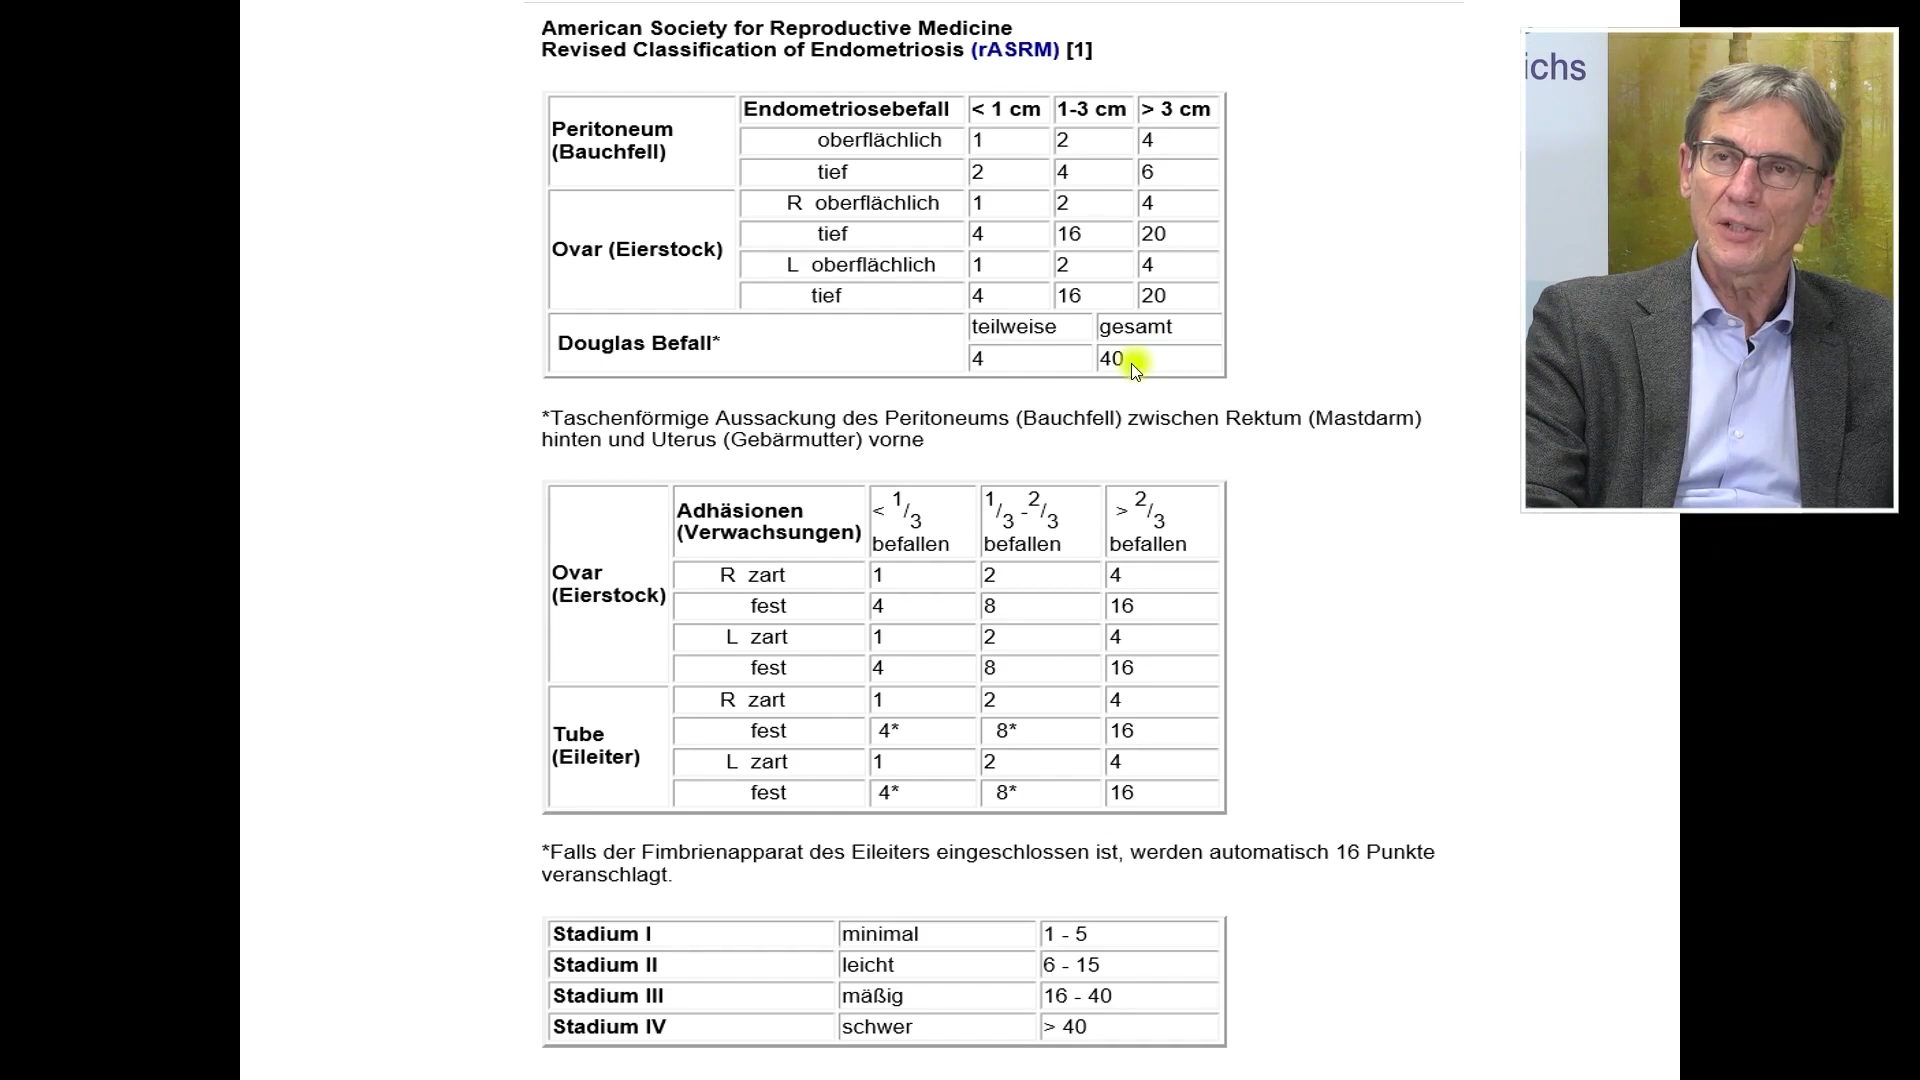 American Society for Reproductive Medicine
Revised Classification of Endometriosis (rASRM) [1]
Peritoneum (Bauchfell) Endometriosebefall < 1 cm 1-3 cm > 3 cm
oberflächlich 1 2 4
tief 2 4 6
Ovar (Eierstock) R oberflächlich 1 2 4
tief 4 16 20
L oberflächlich 1 2 4
tief 4 16 20
Douglas Befall* teilweise gesamt
4 40
*Taschenförmige Aussackung des Peritoneums (Bauchfell) zwischen Rektum (Mastdarm)
hinten und Uterus (Gebärmutter) vorne
Ovar (Eierstock) Adhäsionen (Verwachsungen) < 1/3 befallen 1/3 - 2/3 befallen > 2/3 befallen
R zart 1 2 4
fest 4 8 16
L zart 1 2 4
fest 4 8 16
Tube (Eileiter) R zart 1 2 4
fest 4* 8* 16
L zart 1 2 4
fest 4* 8* 16
*Falls der Fimbrienapparat des Eileiters eingeschlossen ist, werden automatisch 16 Punkte
veranschlagt.
Stadium I minimal 1 - 5
Stadium II leicht 6 - 15
Stadium III mäßig 16 - 40
Stadium IV schwer > 40
ichs